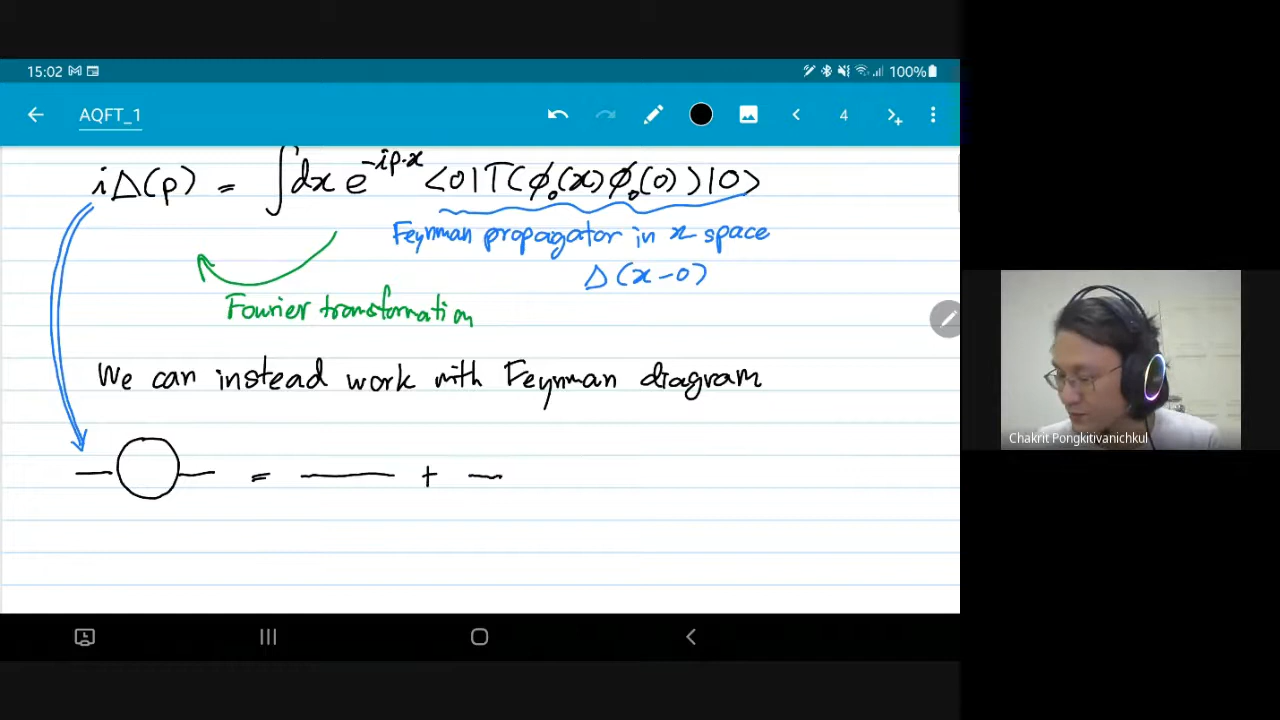 15:02 100%
AQFT_1 4
iΔ(p) = ∫dx e^{-ip·x} <0|T(ϕ₀(x)ϕ₀(0))|0>
Feynman propagator in x space
Δ(x-0)
Fourier transformation
We can instead work with Feynman diagram
= +
Chakrit Pongkitivanichkul